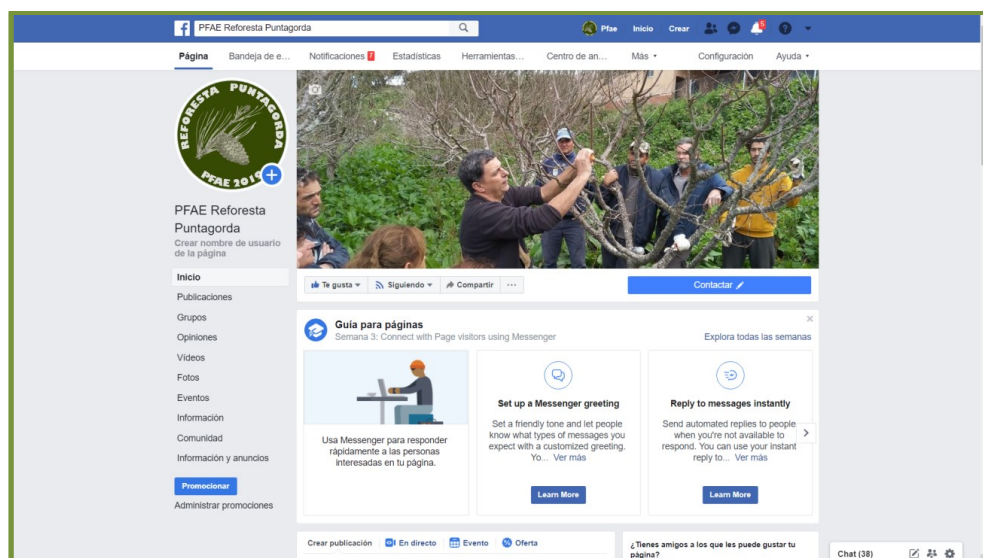 PFAE Reforesta Puntagorda
Pfae
Inicio
Crear
5
Página
Bandeja de e...
Notificaciones 7
Estadísticas
Herramientas...
Centro de an...
Más
Configuración
Ayuda
REFORESTA PUNTAGORDA
PFAE 2019
PFAE Reforesta
Puntagorda
Crear nombre de usuario
de la página
Inicio
Publicaciones
Grupos
Opiniones
Vídeos
Fotos
Eventos
Información
Comunidad
Información y anuncios
Promocionar
Administrar promociones
Te gusta
Siguiendo
Compartir
Contactar
Guía para páginas
Semana 3: Connect with Page visitors using Messenger
Explora todas las semanas
Usa Messenger para responder
rápidamente a las personas
interesadas en tu página.
Set up a Messenger greeting
Set a friendly tone and let people
know what types of messages you
expect with a customized greeting.
Yo... Ver más
Learn More
Reply to messages instantly
Send automated replies to people
when you're not available to
respond. You can use your instant
reply to... Ver más
Learn More
Crear publicación
En directo
Evento
Oferta
¿Tienes amigos a los que les puede gustar tu
página?
Chat (38)